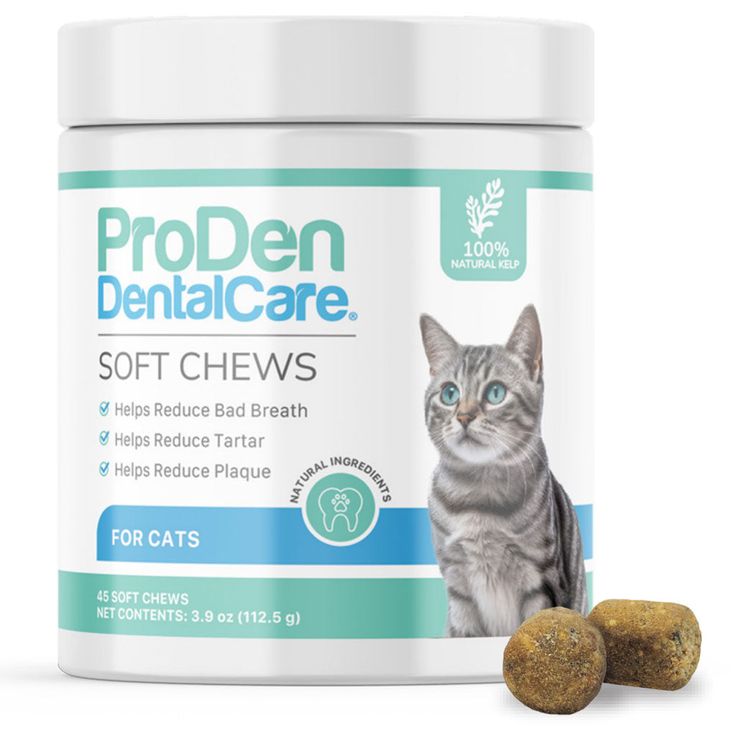 100%
NATURAL KELP
ProDen
DentalCare®
SOFT CHEWS
Helps Reduce Bad Breath
Helps Reduce Tartar
Helps Reduce Plaque
NATURAL INGREDIENTS
FOR CATS
45 SOFT CHEWS
NET CONTENTS: 3.9 oz (112.5 g)